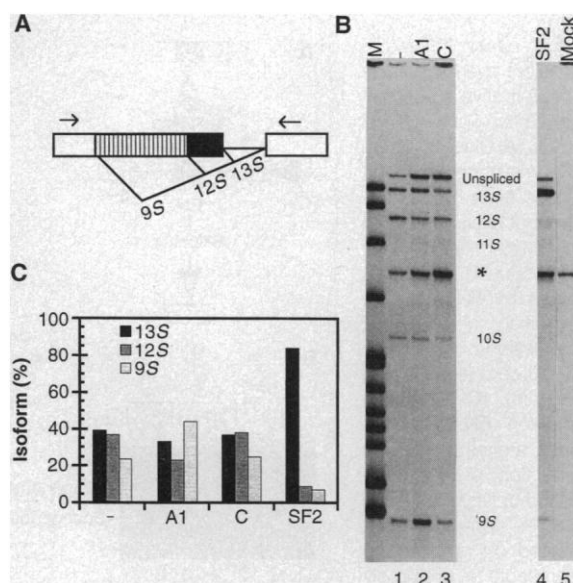 A
9S
12S
13S
B
M
-
A1
C
SF2
Mock
Unspliced
13S
12S
11S
*
10S
9S
1 2 3 4 5
C
Isoform (%)
100
80
60
40
20
0
13S
12S
9S
- A1 C SF2